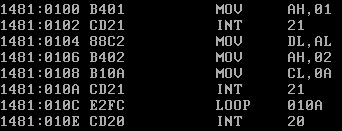 1481:0100 B401 MOV AH,01
1481:0102 CD21 INT 21
1481:0104 88C2 MOV DL,AL
1481:0106 B402 MOV AH,02
1481:0108 B10A MOV CL,0A
1481:010A CD21 INT 21
1481:010C E2FC LOOP 010A
1481:010E CD20 INT 20